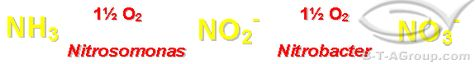 1½ O₂ 1½ O₂
NH₃ NO₂⁻ NO₃⁻
Nitrosomonas Nitrobacter
C-T-AGroup.com